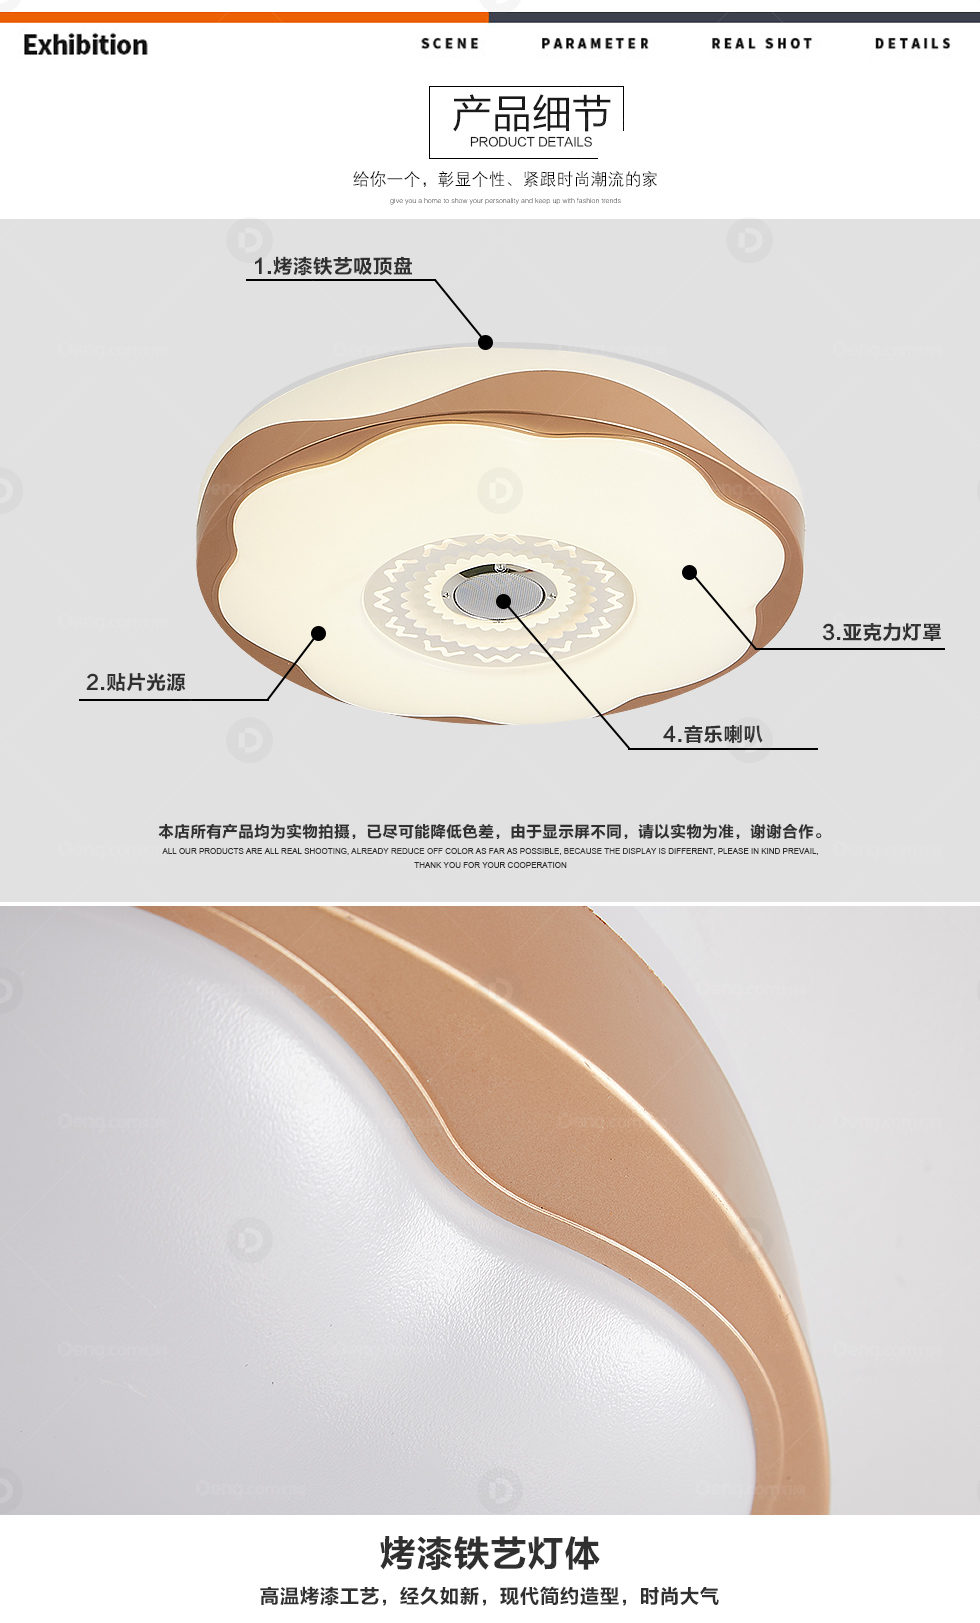 Exhibition
SCENE PARAMETER REAL SHOT DETAILS
产品细节
PRODUCT DETAILS
给你一个，彰显个性、紧跟时尚潮流的家
give you a home to show your personality and keep up with fashion trends
1.烤漆铁艺吸顶盘
3.亚克力灯罩
2.贴片光源
4.音乐喇叭
本店所有产品均为实物拍摄，已尽可能降低色差，由于显示屏不同，请以实物为准，谢谢合作。
ALL OUR PRODUCTS ARE ALL REAL SHOOTING, ALREADY REDUCE OFF COLOR AS FAR AS POSSIBLE, BECAUSE THE DISPLAY IS DIFFERENT, PLEASE IN KIND PREVAIL,
THANK YOU FOR YOUR COOPERATION
烤漆铁艺灯体
高温烤漆工艺，经久如新，现代简约造型，时尚大气